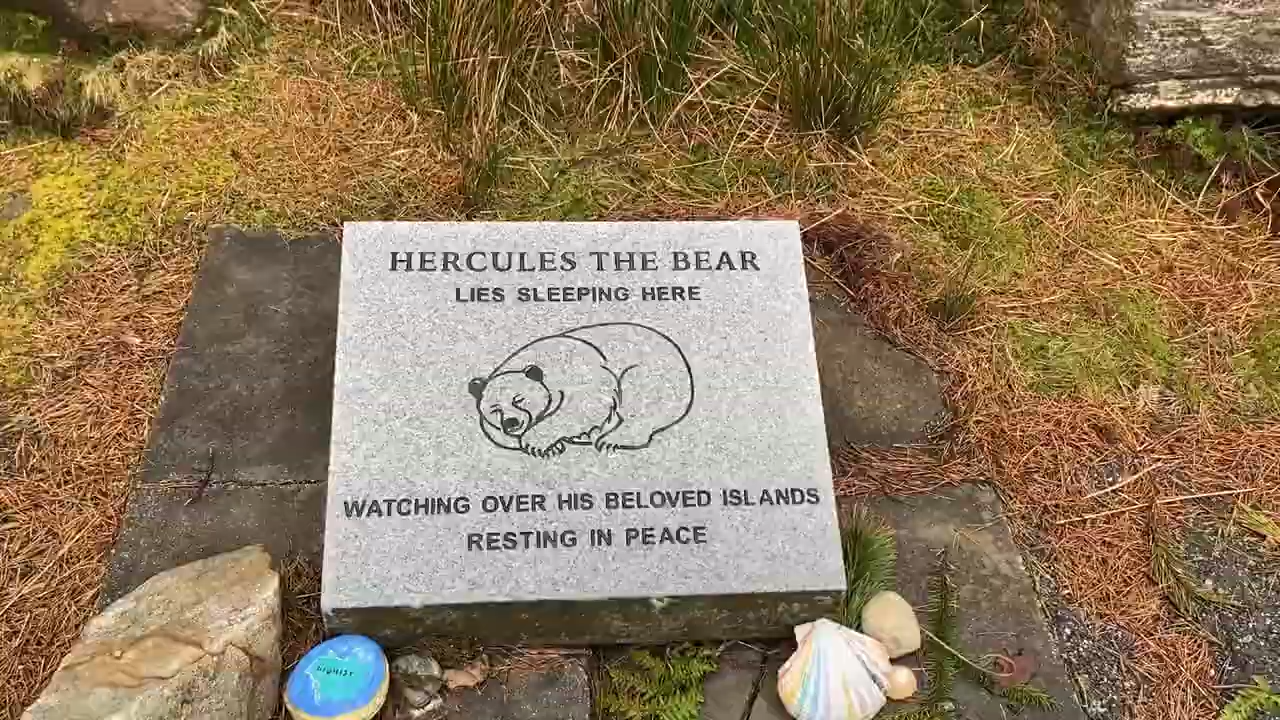 HERCULES THE BEAR
LIES SLEEPING HERE
WATCHING OVER HIS BELOVED ISLANDS
RESTING IN PEACE